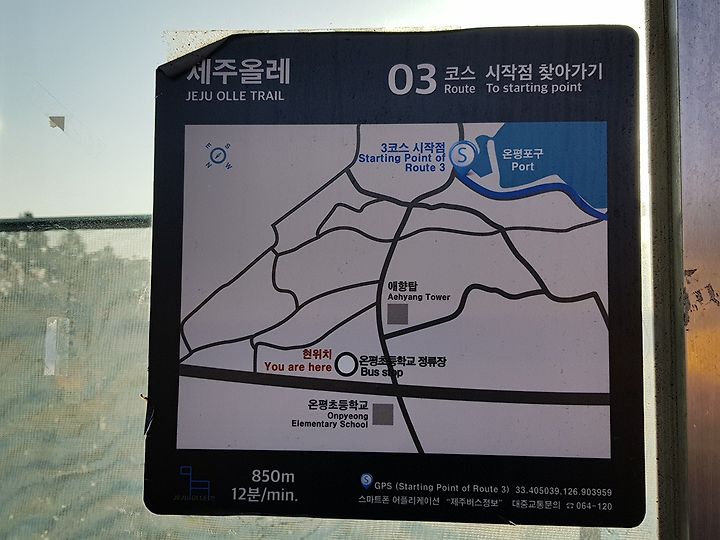 제주올레
JEJU OLLE TRAIL
03 코스 시작점 찾아가기
Route To starting point
S
E
W
N
3코스 시작점
Starting Point of
Route 3
S
온평포구
Port
애향탑
Aehyang Tower
현위치
You are here
온평초등학교 정류장
Bus stop
온평초등학교
Onpyeong
Elementary School
JEJU OLLE
850m
12분/min.
S GPS (Starting Point of Route 3) 33.405039.126.903959
스마트폰 어플리케이션 "제주버스정보" 대중교통문의 ☎ 064-120